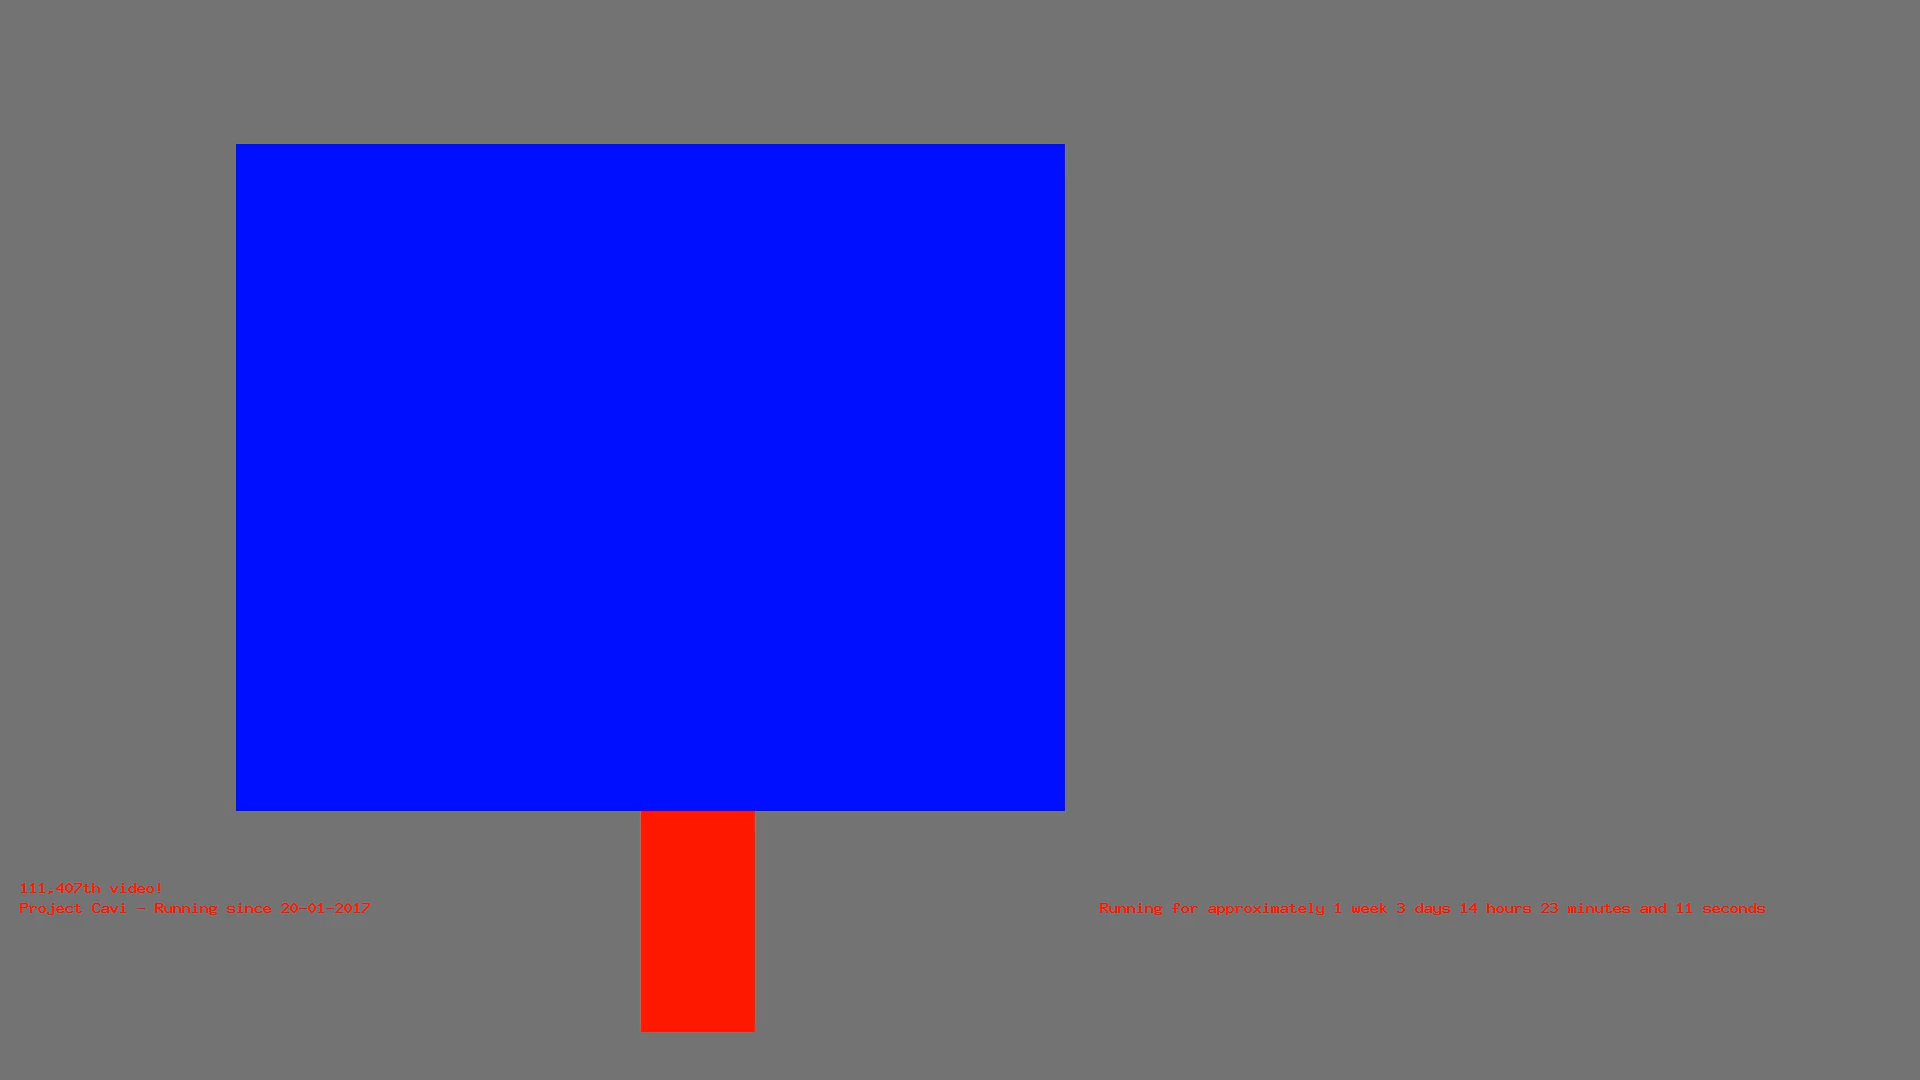 111,407th video!
Project Cavi - Running since 20-01-2017
Running for approximately 1 week 3 days 14 hours 23 minutes and 11 seconds